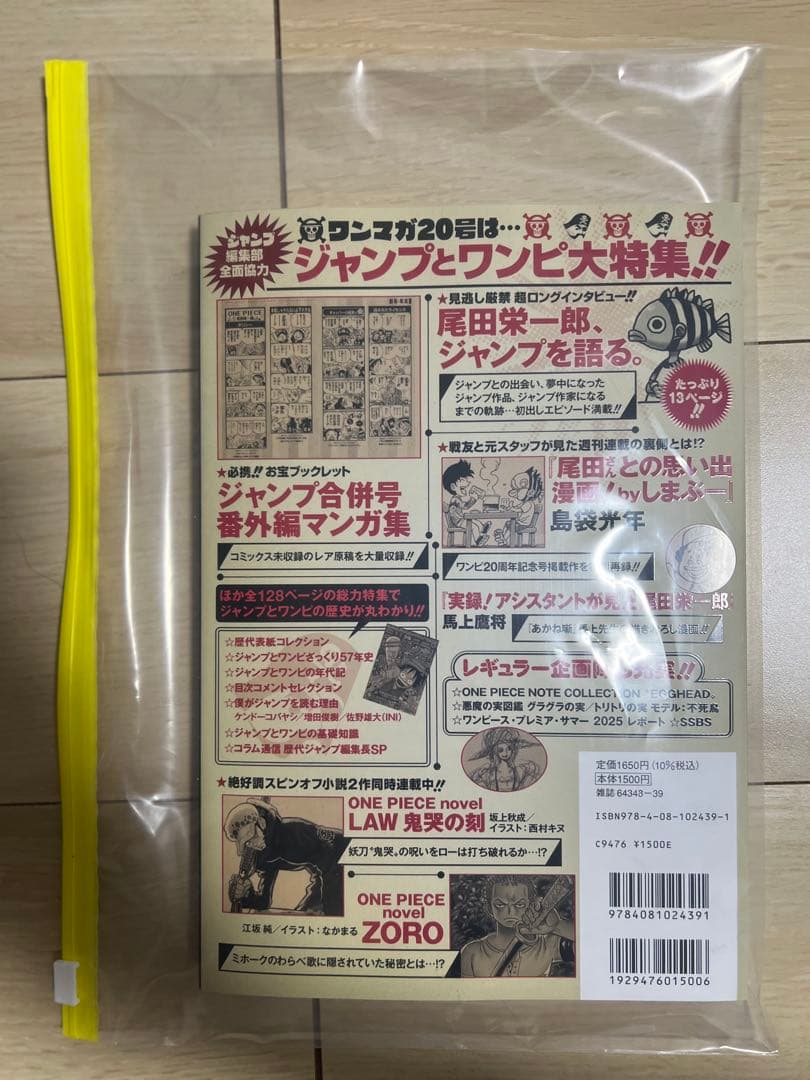 ジャンプ
編集部
全面協力
ワンマガ20号は…
ジャンプとワンピ大特集!!
ONE PIECE
★必携!! お宝ブックレット
ジャンプ合併号
番外編マンガ集
コミックス未収録のレア原稿を大量収録!!
ほか全128ページの総力特集で
ジャンプとワンピの歴史が丸わかり!!
☆歴代表紙コレクション
☆ジャンプとワンピざっくり57年史
☆ジャンプとワンピの年代記
☆目次コメントセレクション
☆僕がジャンプを読む理由
ケンドーコバヤシ/増田俊樹/佐野雄大(INI)
☆ジャンプとワンピの基礎知識
☆コラム通信 歴代ジャンプ編集長SP
★見逃し厳禁 超ロングインタビュー!!
尾田栄一郎、
ジャンプを語る。
ジャンプとの出会い、夢中になった
ジャンプ作品、ジャンプ作家になる
までの軌跡…初出しエピソード満載!!
たっぷり
13ページ
!!
★戦友と元スタッフが見た週刊連載の裏側とは!?
『尾田さんとの思い出
漫画!byしまぶー』
島袋光年
ワンピ20周年記念号掲載作を再録!!
『実録!アシスタントが見た尾田栄一郎
馬上鷹将
『あかね噺』
レギュラー企画
☆ONE PIECE NOTE COLLECTION "EGGHEAD"。
☆悪魔の実図鑑 グラグラの実/トリトリの実 モデル:不死鳥
☆ワンピース・プレミア・サマー 2025 レポート ☆SSBS
★絶好調スピンオフ小説2作同時連載中!!
ONE PIECE novel
LAW 鬼哭の刻
坂上秋成/
イラスト:西村キヌ
妖刀"鬼哭"の呪いをローは打ち破れるか…!?
ONE PIECE
novel
ZORO
江坂 純/イラスト:なかまる
ミホークのわらべ歌に隠されていた秘密とは…!?
定価1650円(10%税込)
本体1500円
雑誌 64343-39
ISBN978-4-08-102439-1
C9476 ¥1500E
9784081024391
1929476015006